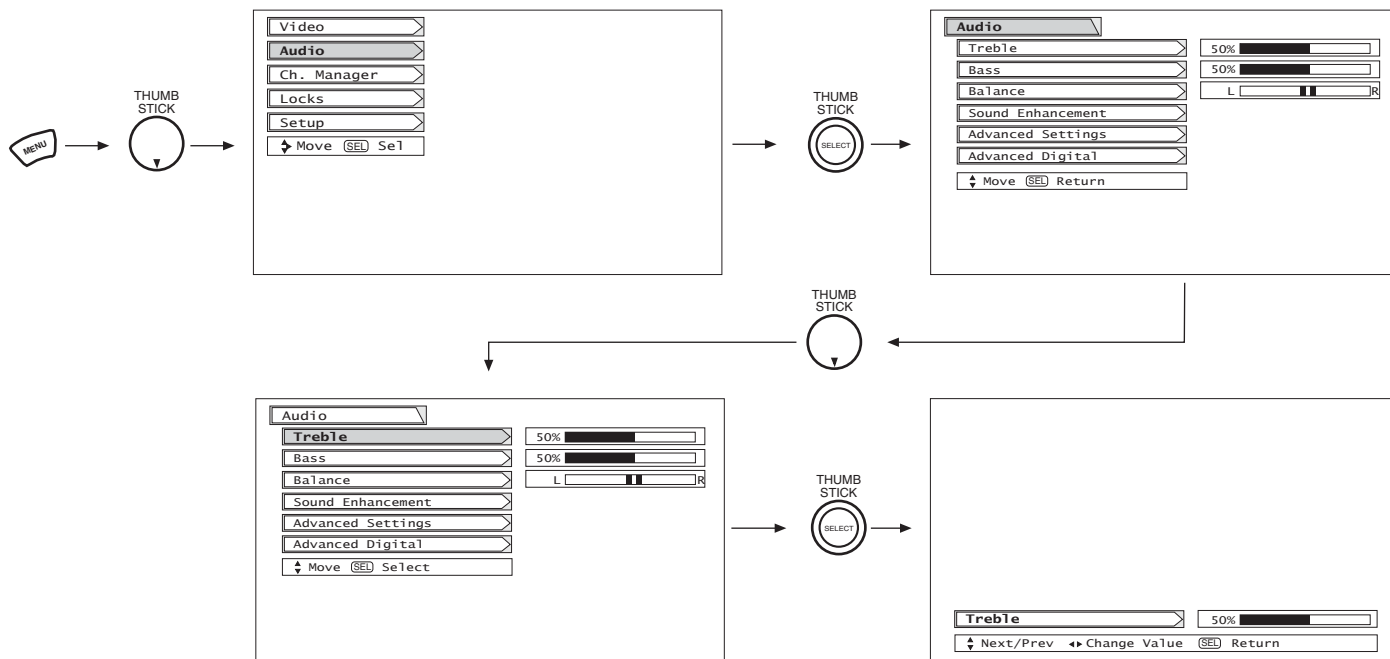 MENU
THUMB
STICK
Video
Audio
Ch. Manager
Locks
Setup
Move SEL Sel
THUMB
STICK
SELECT
Audio
Treble 50%
Bass 50%
Balance L R
Sound Enhancement
Advanced Settings
Advanced Digital
Move SEL Return
THUMB
STICK
Audio
Treble 50%
Bass 50%
Balance L R
Sound Enhancement
Advanced Settings
Advanced Digital
Move SEL Select
THUMB
STICK
SELECT
Treble 50%
Next/Prev Change Value SEL Return